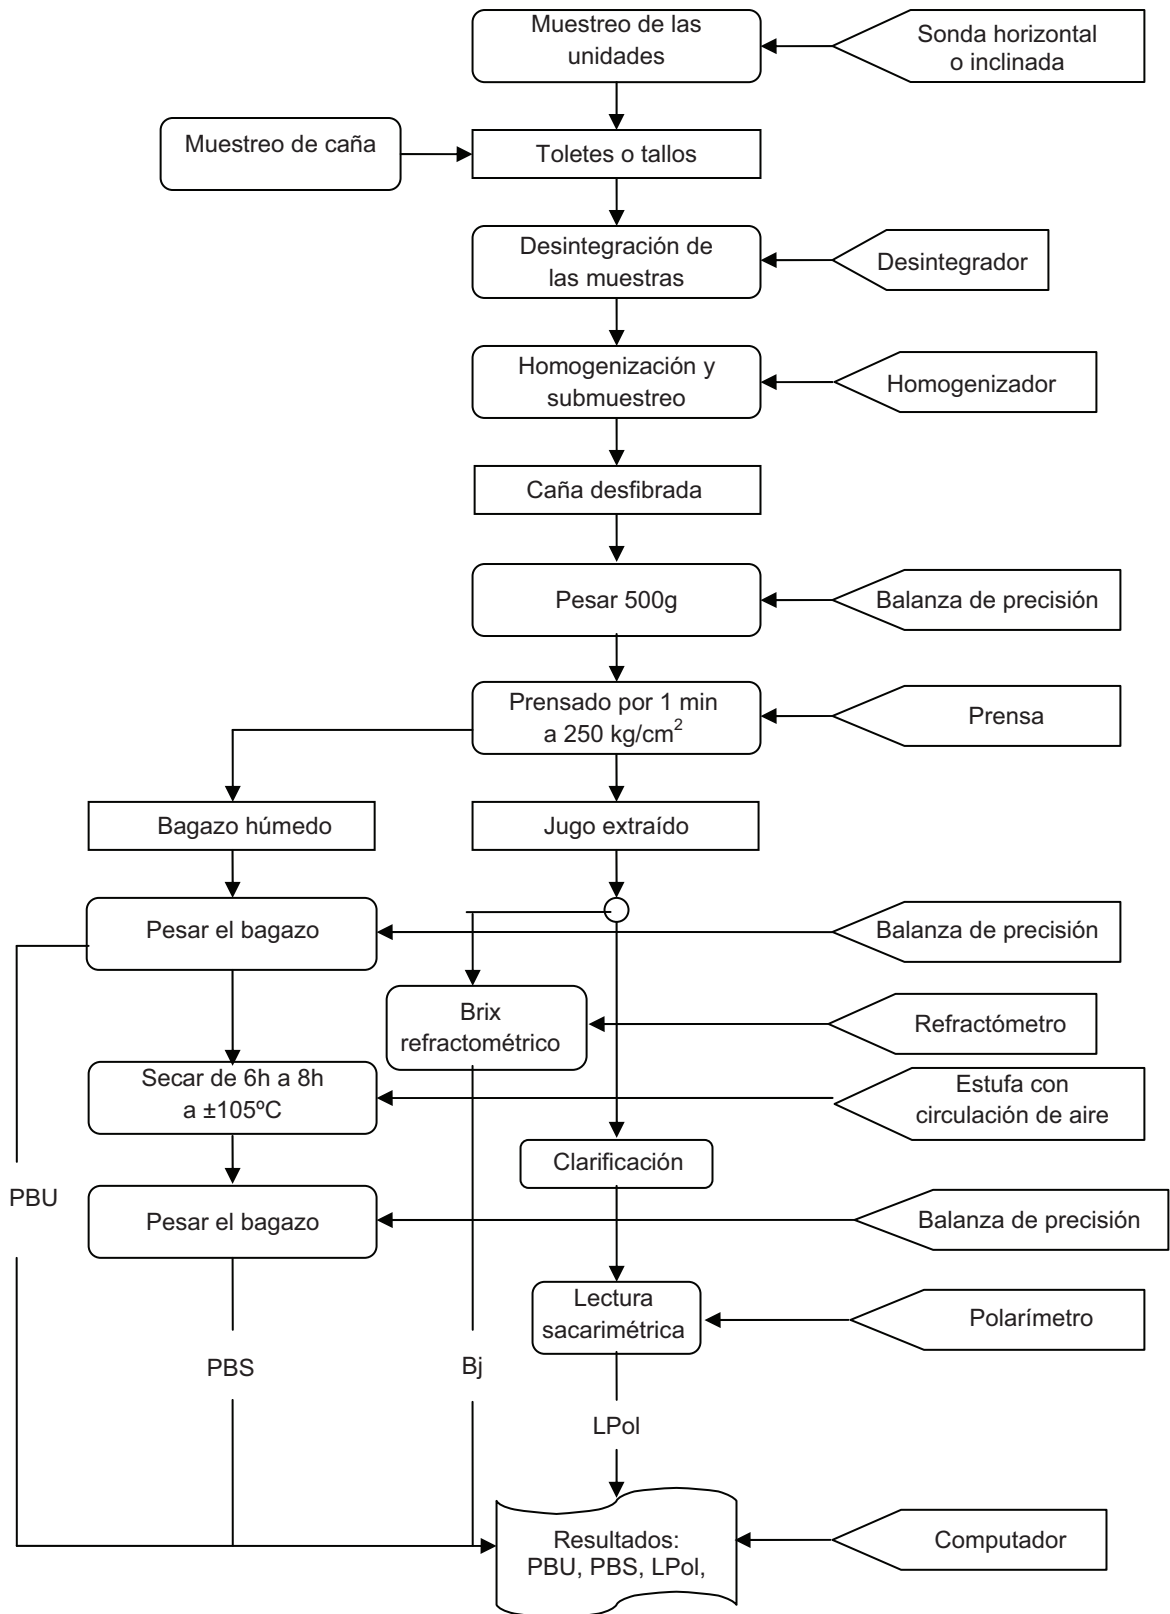 Muestreo de las
unidades
Sonda horizontal
o inclinada
Muestreo de caña
Toletes o tallos
Desintegración de
las muestras
Desintegrador
Homogenización y
submuestreo
Homogenizador
Caña desfibrada
Pesar 500g
Balanza de precisión
Prensado por 1 min
a 250 kg/cm²
Prensa
Bagazo húmedo
Jugo extraído
Pesar el bagazo
Balanza de precisión
Brix
refractométrico
Refractómetro
Secar de 6h a 8h
a ±105ºC
Estufa con
circulación de aire
Clarificación
PBU
Pesar el bagazo
Balanza de precisión
Lectura
sacarimétrica
Polarímetro
PBS
Bj
LPol
Resultados:
PBU, PBS, LPol,
Computador